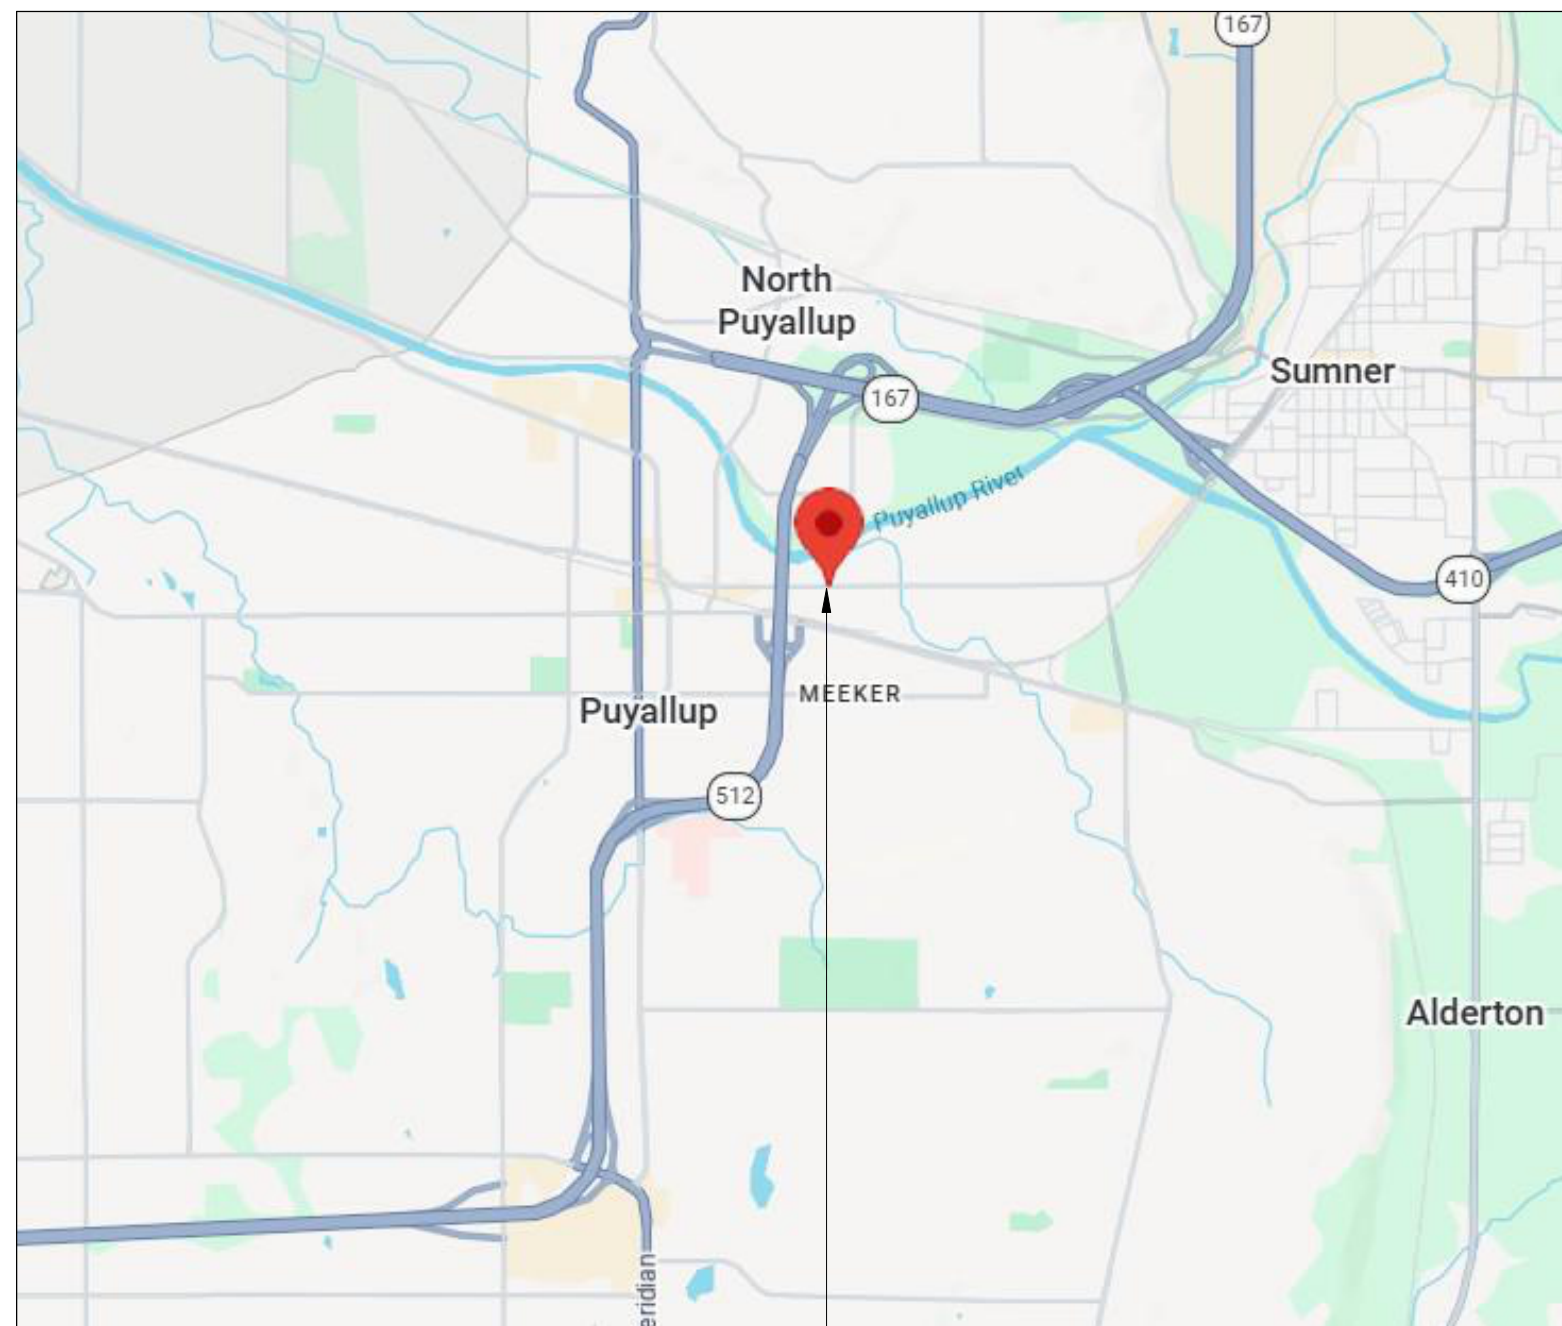 167
North
Puyallup
Sumner
167
Puyallup River
410
MEEKER
Puyallup
512
Alderton
eridian